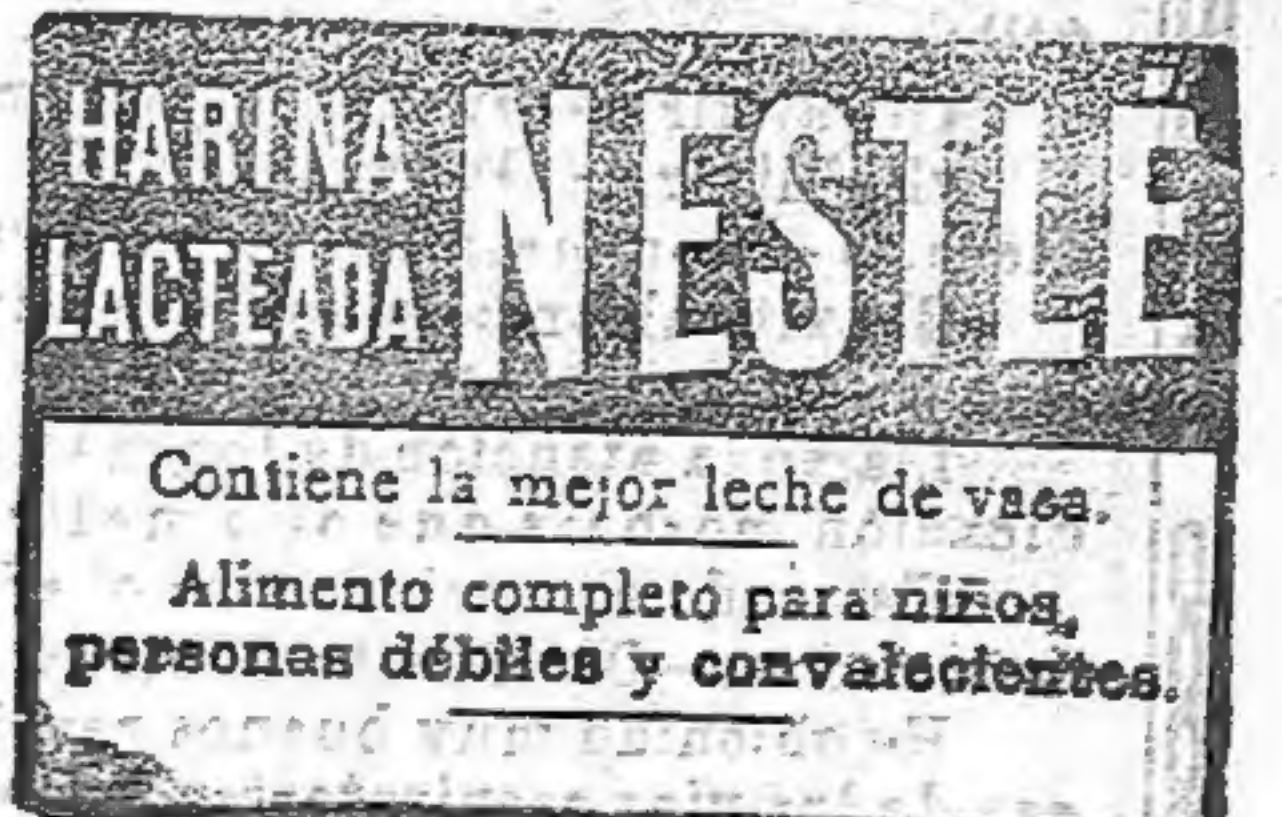 HARINA
LACTEADA
NESTLÉ
Contiene la mejor leche de vaca.
Alimento completo para niños,
personas débiles y convalecientes.